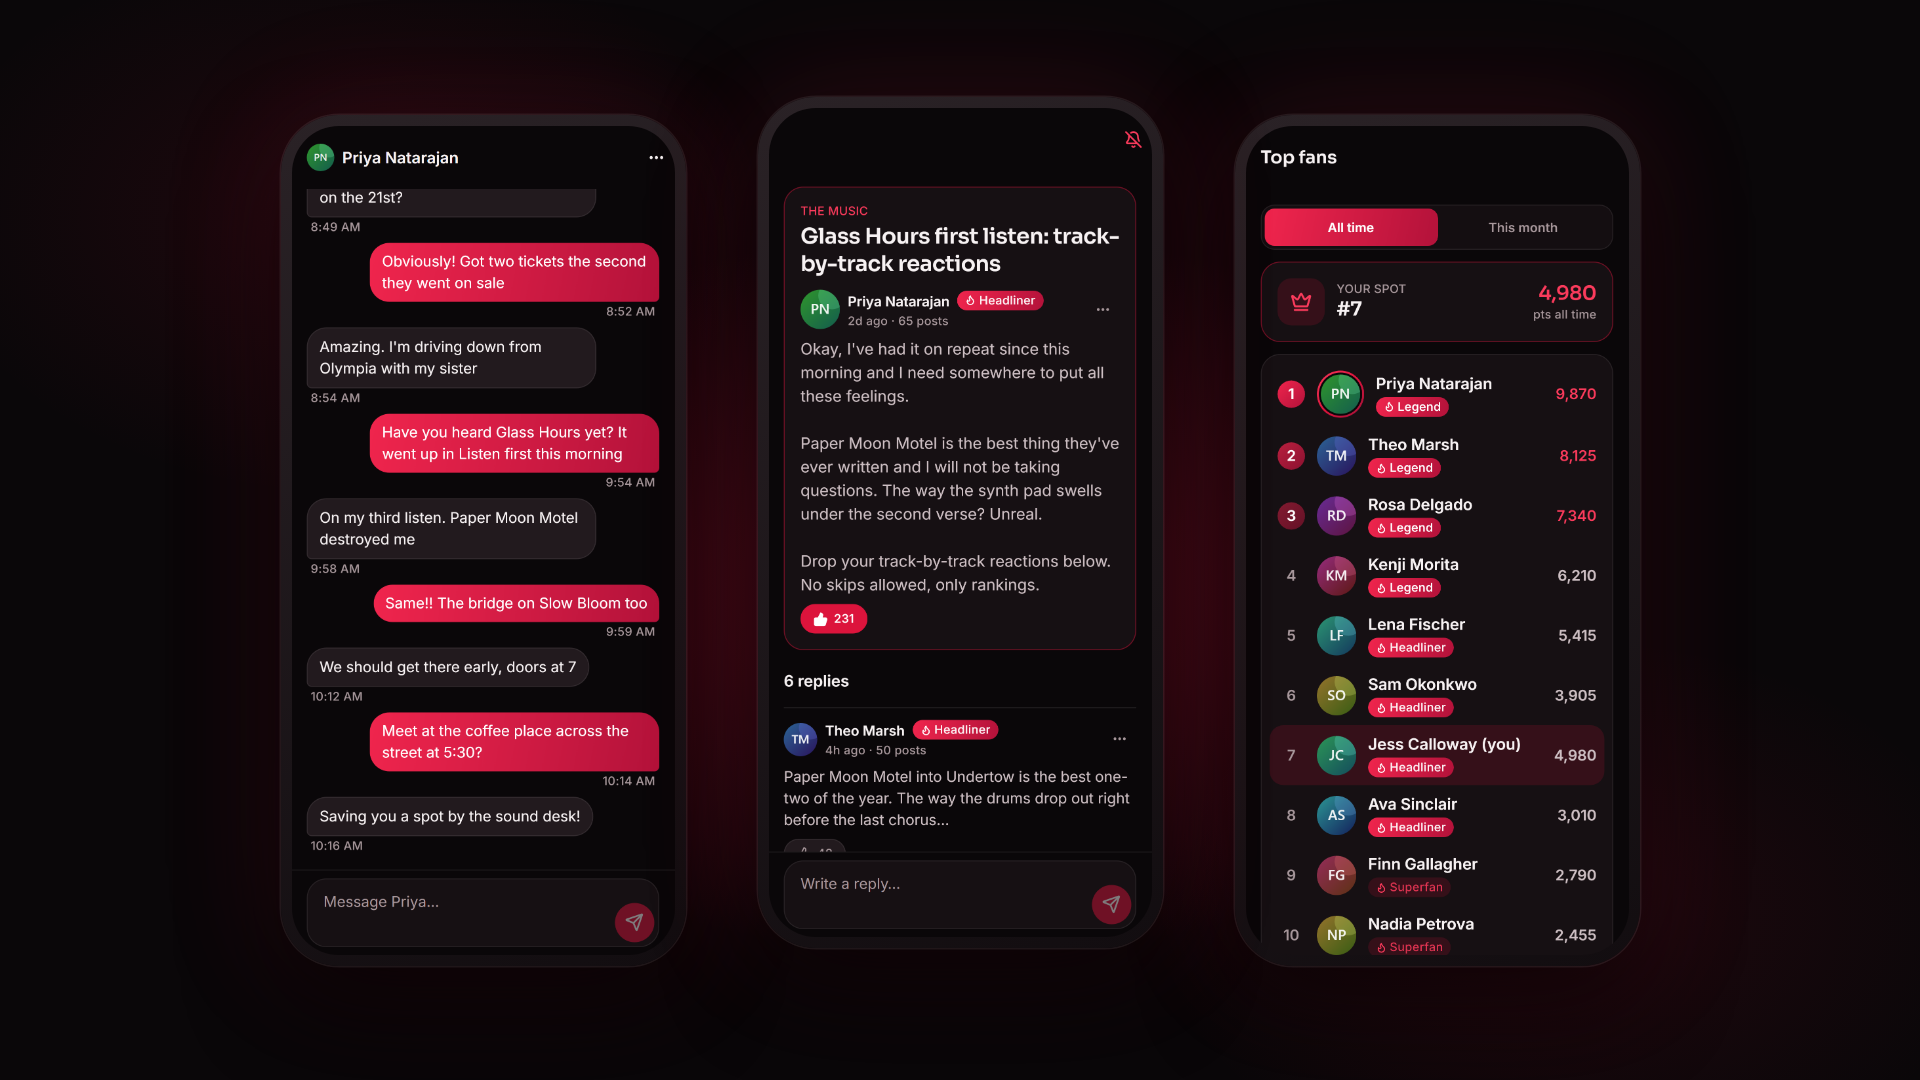 PN Priya Natarajan
on the 21st?
8:49 AM
Obviously! Got two tickets the second
they went on sale
8:52 AM
Amazing. I'm driving down from
Olympia with my sister
8:54 AM
Have you heard Glass Hours yet? It
went up in Listen first this morning
9:54 AM
On my third listen. Paper Moon Motel
destroyed me
9:58 AM
Same!! The bridge on Slow Bloom too
9:59 AM
We should get there early, doors at 7
10:12 AM
Meet at the coffee place across the
street at 5:30?
10:14 AM
Saving you a spot by the sound desk!
10:16 AM
Message Priya...
THE MUSIC
Glass Hours first listen: track-
by-track reactions
PN Priya Natarajan Headliner
2d ago · 65 posts
Okay, I've had it on repeat since this
morning and I need somewhere to put all
these feelings.
Paper Moon Motel is the best thing they've
ever written and I will not be taking
questions. The way the synth pad swells
under the second verse? Unreal.
Drop your track-by-track reactions below.
No skips allowed, only rankings.
231
6 replies
TM Theo Marsh Headliner
4h ago · 50 posts
Paper Moon Motel into Undertow is the best one-
two of the year. The way the drums drop out right
before the last chorus...
Write a reply...
Top fans
All time This month
YOUR SPOT
#7
4,980
pts all time
1 PN Priya Natarajan 9,870
Legend
2 TM Theo Marsh 8,125
Legend
3 RD Rosa Delgado 7,340
Legend
4 KM Kenji Morita 6,210
Legend
5 LF Lena Fischer 5,415
Headliner
6 SO Sam Okonkwo 3,905
Headliner
7 JC Jess Calloway (you) 4,980
Headliner
8 AS Ava Sinclair 3,010
Headliner
9 FG Finn Gallagher 2,790
Superfan
10 NP Nadia Petrova 2,455
Superfan